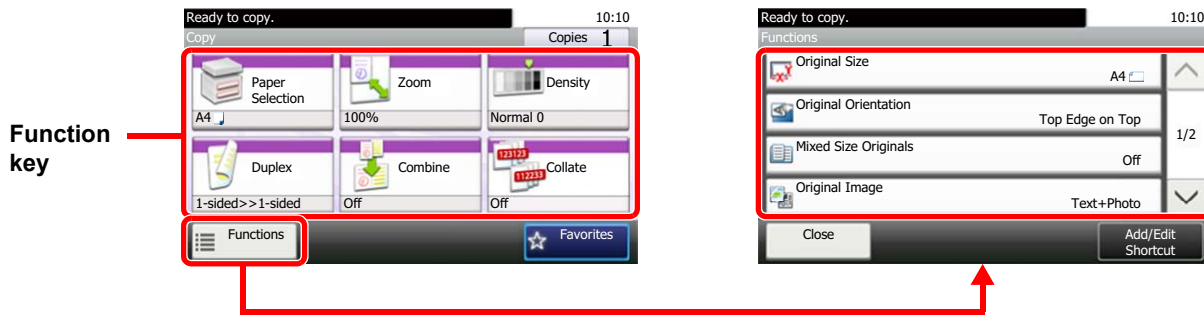 Function
key
Ready to copy. 10:10
Copy Copies 1
Paper
Selection
A4
Zoom
100%
Density
Normal 0
Duplex
1-sided>>1-sided
Combine
Off
123123
112233
Collate
Off
Functions
Favorites
Ready to copy. 10:10
Functions
Original Size
A4
Original Orientation
Top Edge on Top
Mixed Size Originals
Off
Original Image
Text+Photo
1/2
Close
Add/Edit
Shortcut